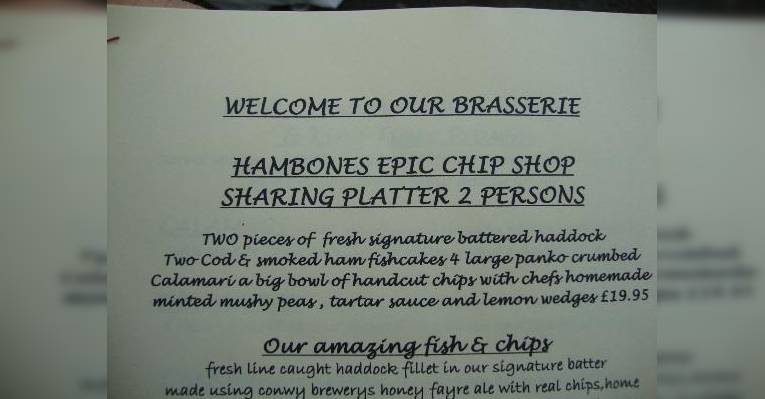 WELCOME TO OUR BRASSERIE
HAMBONES EPIC CHIP SHOP
SHARING PLATTER 2 PERSONS
TWO pieces of fresh signature battered haddock
Two Cod & smoked ham fishcakes 4 large panko crumbed
Calamari a big bowl of handcut chips with chefs homemade
minted mushy peas, tartar sauce and lemon wedges £19.95
Our amazing fish & chips
fresh line caught haddock fillet in our signature batter
made using conwy brewerys honey fayre ale with real chips,home